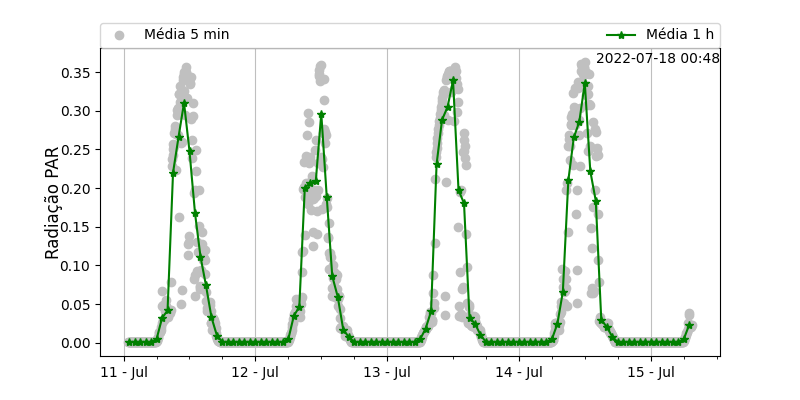 Média 5 min
Média 1 h
2022-07-18 00:48
Radiação PAR
0.35
0.30
0.25
0.20
0.15
0.10
0.05
0.00
11 - Jul
12 - Jul
13 - Jul
14 - Jul
15 - Jul